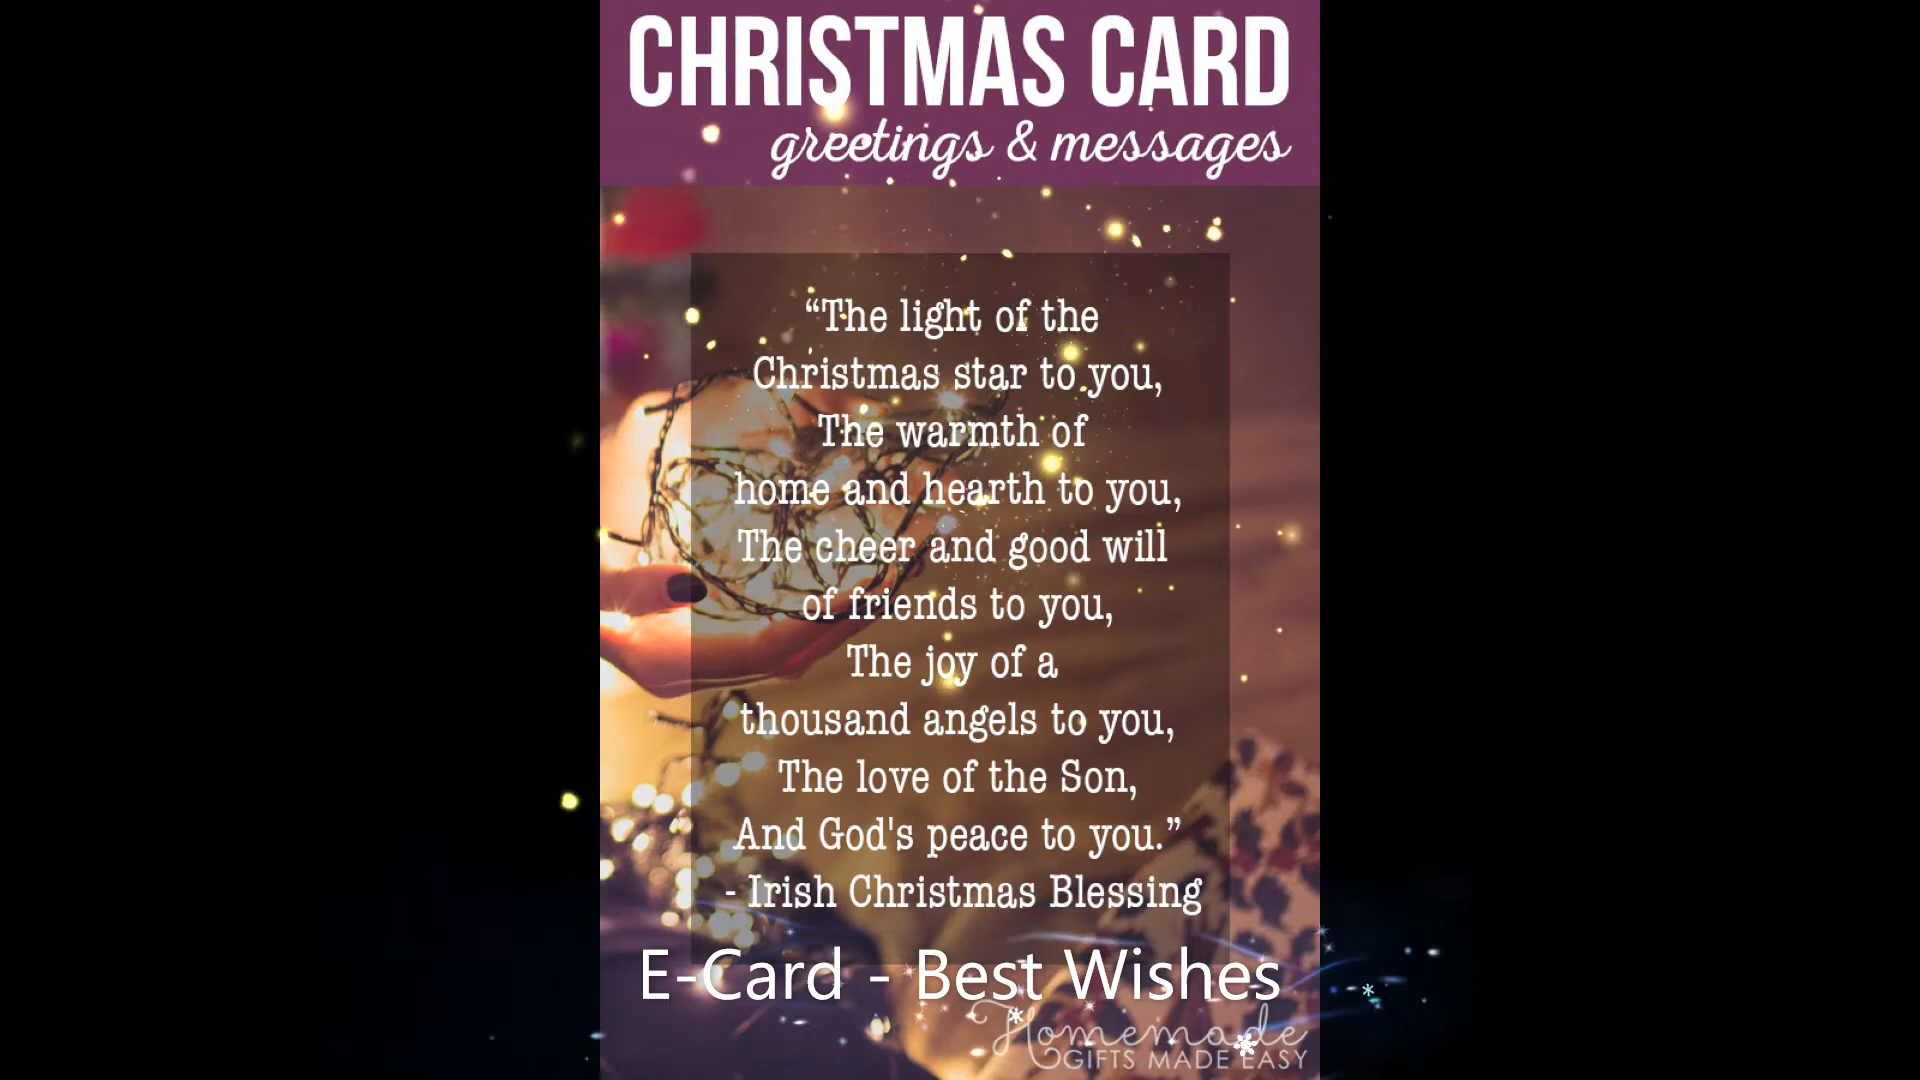 CHRISTMAS CARD
greetings & messages
“The light of the
Christmas star to you,
The warmth of
home and hearth to you,
The cheer and good will
of friends to you,
The joy of a
thousand angels to you,
The love of the Son,
And God's peace to you.”
- Irish Christmas Blessing
E-Card - Best Wishes
Homemade
GIFTS MADE EASY